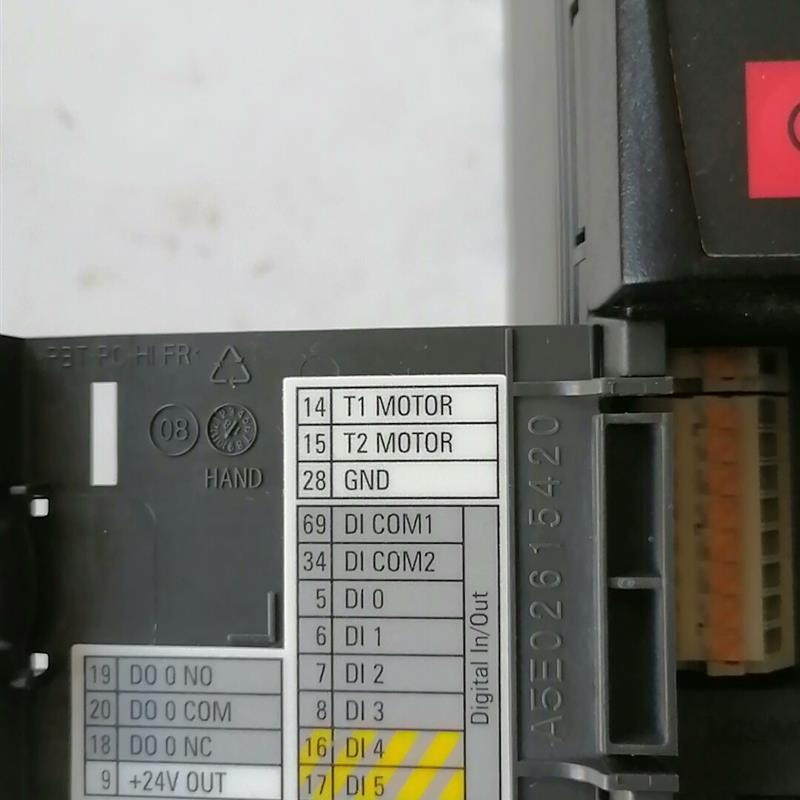 PBT PC HI FR
08
HAND
14 T1 MOTOR
15 T2 MOTOR
28 GND
69 DI COM1
34 DI COM2
5 DI 0
6 DI 1
7 DI 2
8 DI 3
16 DI 4
17 DI 5
Digital In/Out
19 DO 0 NO
20 DO 0 COM
18 DO 0 NC
9 +24V OUT
A5E02615420